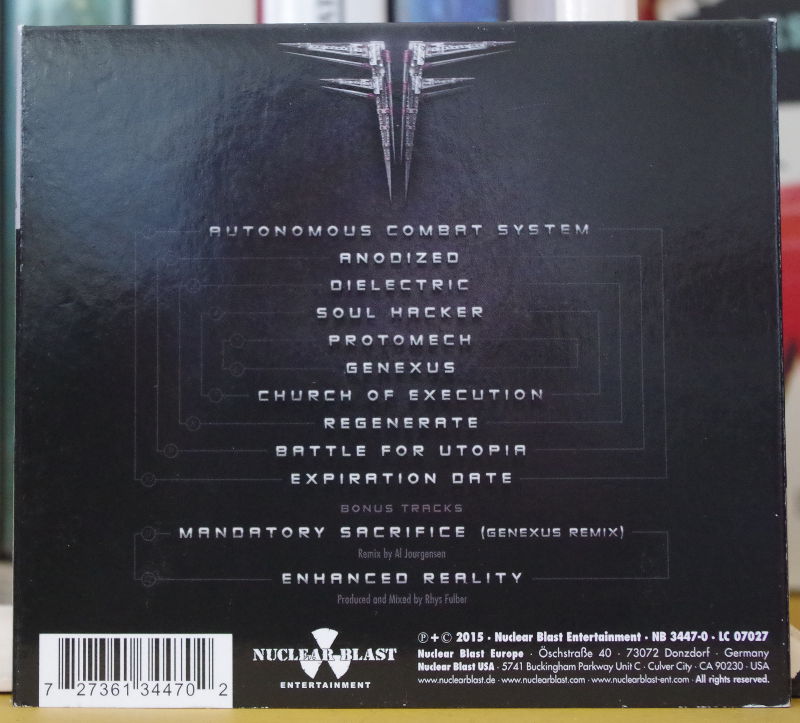 AUTONOMOUS COMBAT SYSTEM
ANODIZED
DIELECTRIC
SOUL HACKER
PROTOMECH
GENEXUS
CHURCH OF EXECUTION
REGENERATE
BATTLE FOR UTOPIA
EXPIRATION DATE
BONUS TRACKS
MANDATORY SACRIFICE (GENEXUS REMIX)
Remix by Al Jourgensen
ENHANCED REALITY
Produced and Mixed by Rhys Fulber
7 27361 34470 2
NUCLEAR BLAST
ENTERTAINMENT
℗ + © 2015 · Nuclear Blast Entertainment · NB 3447-0 · LC 07027
Nuclear Blast Europe · Öschstraße 40 · 73072 Donzdorf · Germany
Nuclear Blast USA · 5741 Buckingham Parkway Unit C · Culver City · CA 90230 · USA
www.nuclearblast.de · www.nuclearblast.com · www.nuclearblast-ent.com · All rights reserved.